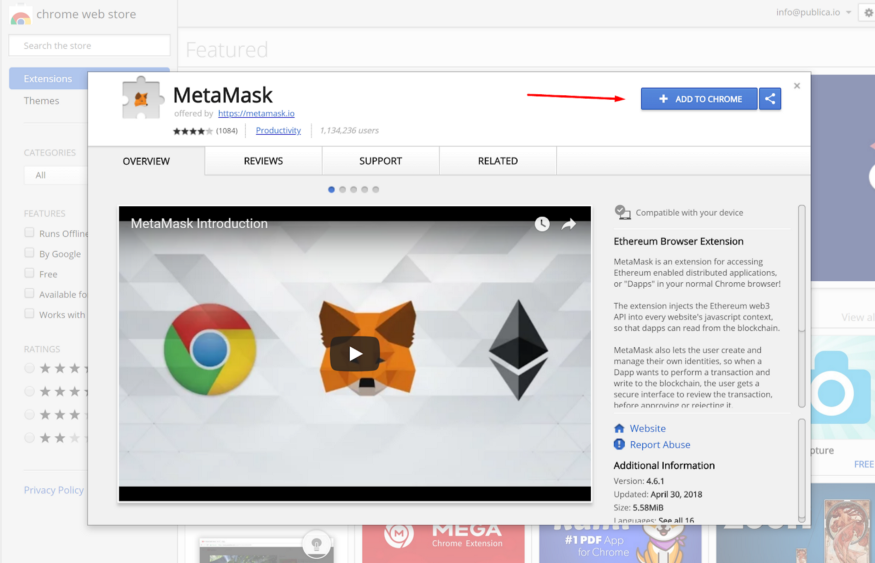 chrome web store
info@publica.io
Search the store
Featured
Extensions
Themes
CATEGORIES
All
FEATURES
Runs Offline
By Google
Free
Available fo
Works with
RATINGS
Privacy Policy
MetaMask
offered by https://metamask.io
(1084)
Productivity
1,134,236 users
ADD TO CHROME
OVERVIEW
REVIEWS
SUPPORT
RELATED
MetaMask Introduction
Compatible with your device
Ethereum Browser Extension
MetaMask is an extension for accessing
Ethereum enabled distributed applications,
or "Dapps" in your normal Chrome browser!
The extension injects the Ethereum web3
API into every website's javascript context,
so that dapps can read from the blockchain.
MetaMask also lets the user create and
manage their own identities, so when a
Dapp wants to perform a transaction and
write to the blockchain, the user gets a
secure interface to review the transaction,
before approving or rejecting it.
Website
Report Abuse
Additional Information
Version: 4.6.1
Updated: April 30, 2018
Size: 5.58MiB
Languages: See all 16
View al
pture
FREE
MEGA
Chrome Extension
#1 PDF App
for Chrome